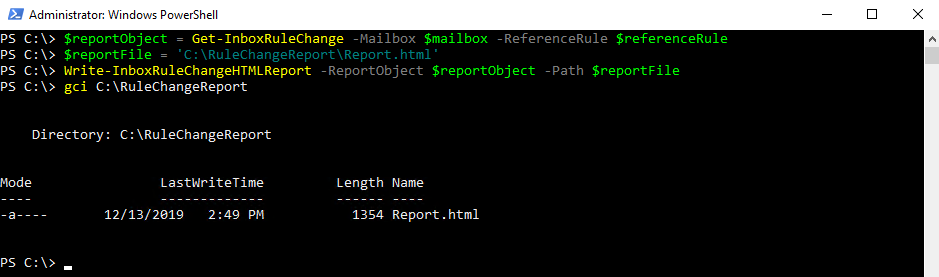 Administrator: Windows PowerShell
PS C:\> $reportObject = Get-InboxRuleChange -Mailbox $mailbox -ReferenceRule $referenceRule
PS C:\> $reportFile = 'C:\RuleChangeReport\Report.html'
PS C:\> Write-InboxRuleChangeHTMLReport -ReportObject $reportObject -Path $reportFile
PS C:\> gci C:\RuleChangeReport
Directory: C:\RuleChangeReport
Mode                LastWriteTime         Length Name
----                -------------         ------ ----
-a----       12/13/2019   2:49 PM           1354 Report.html
PS C:\>